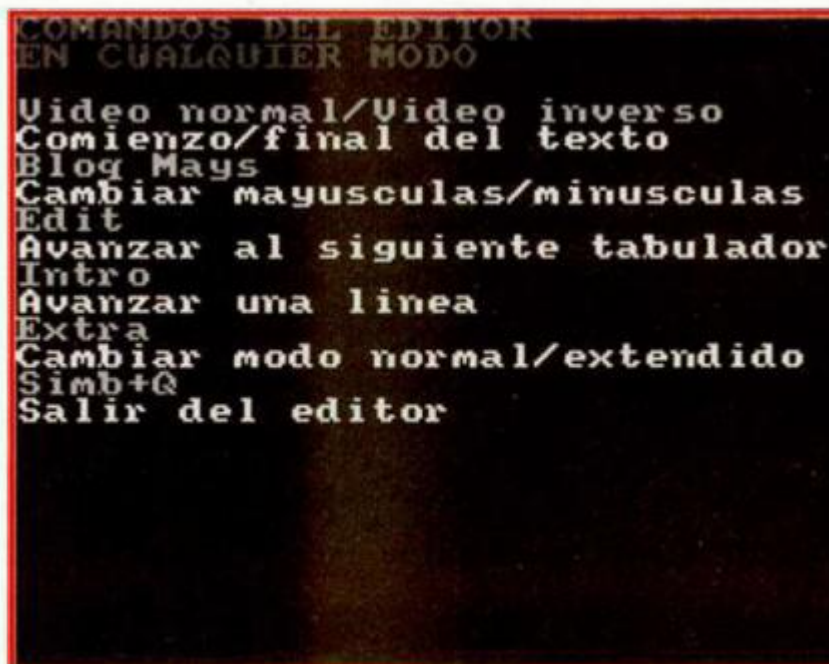 COMANDOS DEL EDITOR
EN CUALQUIER MODO
Video normal/Video inverso
Comienzo/final del texto
Bloq Mays
Cambiar mayusculas/minusculas
Edit
Avanzar al siguiente tabulador
Intro
Avanzar una linea
Extra
Cambiar modo normal/extendido
Simb+Q
Salir del editor